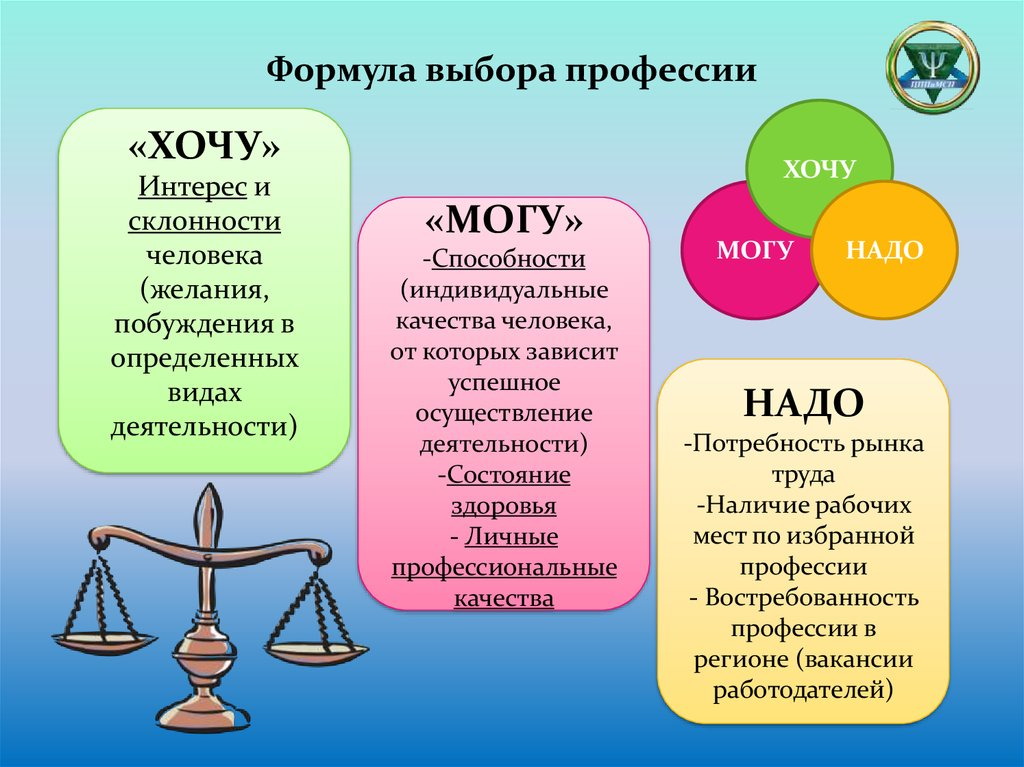 Формула выбора профессии
«ХОЧУ»
Интерес и
склонности
человека
(желания,
побуждения в
определенных
видах
деятельности)
«МОГУ»
-Способности
(индивидуальные
качества человека,
от которых зависит
успешное
осуществление
деятельности)
-Состояние
здоровья
- Личные
профессиональные
качества
ХОЧУ
МОГУ
НАДО
НАДО
-Потребность рынка
труда
-Наличие рабочих
мест по избранной
профессии
- Востребованность
профессии в
регионе (вакансии
работодателей)